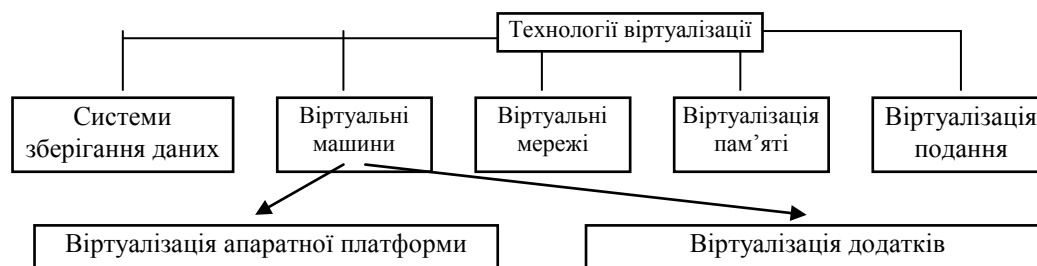 Технології віртуалізації
Системи
зберігання даних
Віртуальні
машини
Віртуальні
мережі
Віртуалізація
пам’яті
Віртуалізація
подання
Віртуалізація апаратної платформи
Віртуалізація додатків